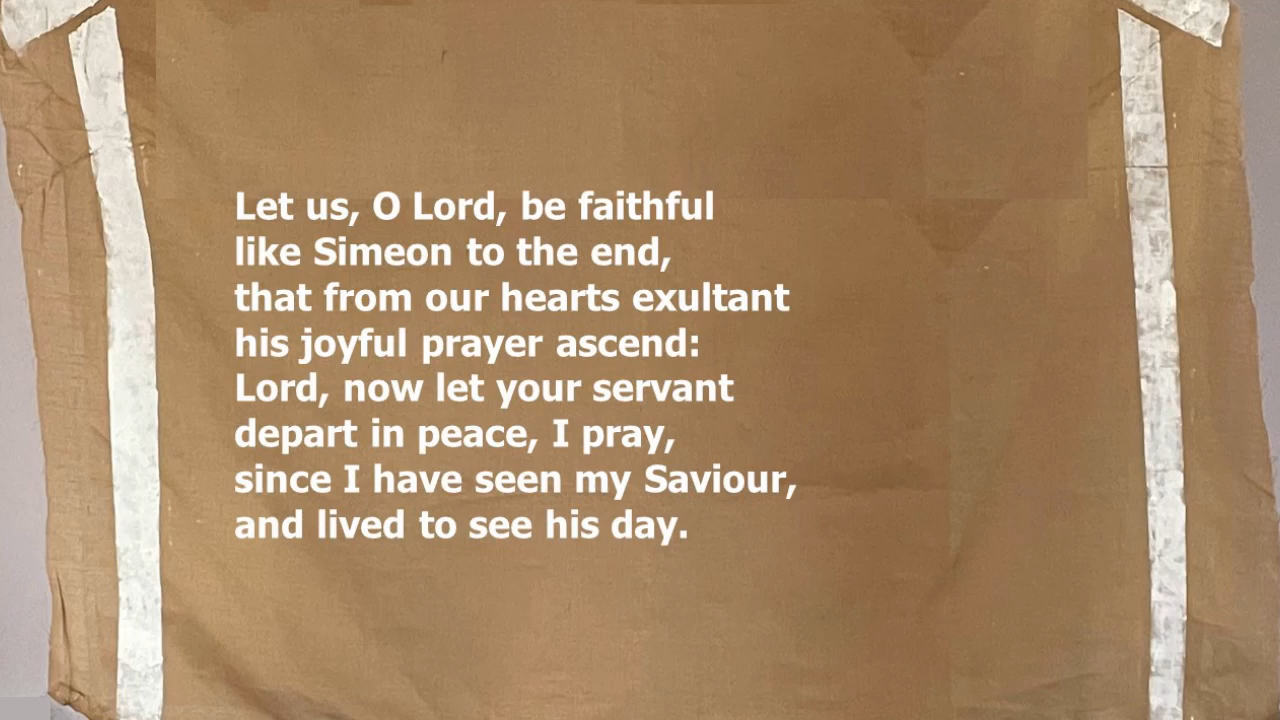 Let us, O Lord, be faithful
like Simeon to the end,
that from our hearts exultant
his joyful prayer ascend:
Lord, now let your servant
depart in peace, I pray,
since I have seen my Saviour,
and lived to see his day.